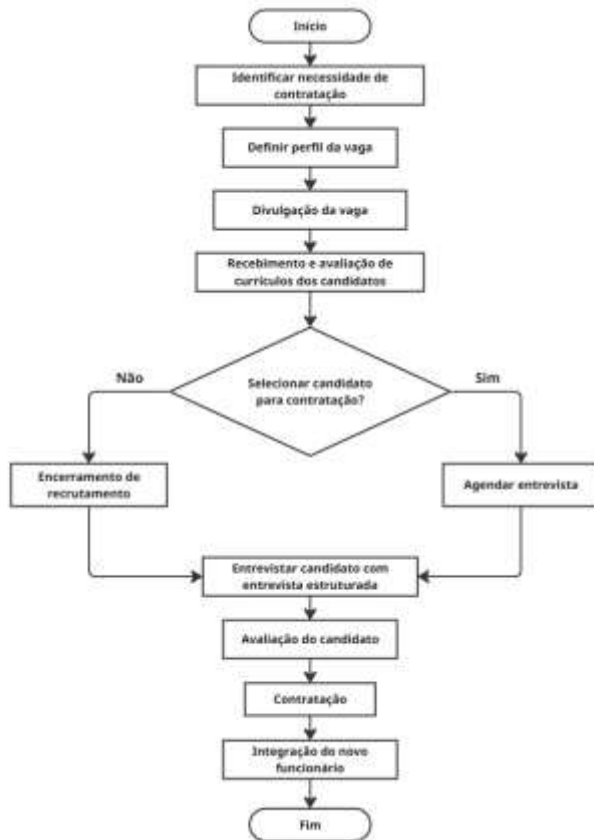 Início
Identificar necessidade de
contratação
Definir perfil da vaga
Divulgação da vaga
Recebimento e avaliação de
currículos dos candidatos
Não
Sim
Selecionar candidato
para contratação?
Encerramento de
recrutamento
Agendar entrevista
Entrevistar candidato com
entrevista estruturada
Avaliação do candidato
Contratação
Integração do novo
funcionário
Fim